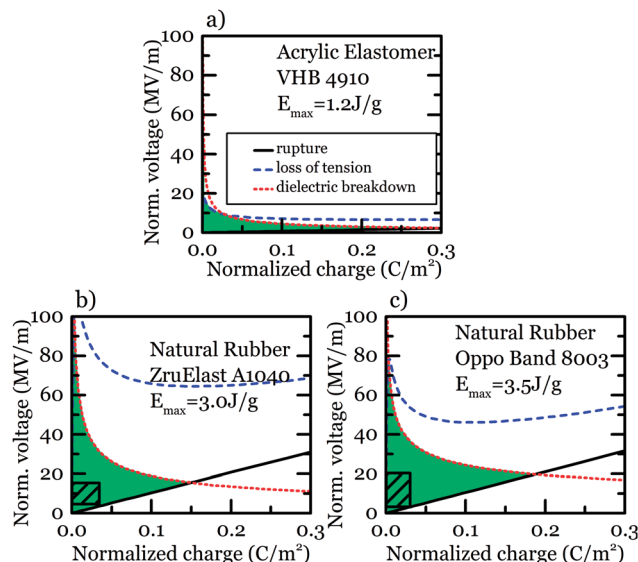 a)
Acrylic Elastomer
VHB 4910
Eₘₐₓ=1.2J/g
rupture
loss of tension
dielectric breakdown
Norm. voltage (MV/m)
100
80
60
40
20
0
0.0 0.1 0.2 0.3
Normalized charge (C/m²)
b)
Natural Rubber
ZruElast A1040
Eₘₐₓ=3.0J/g
Norm. voltage (MV/m)
100
80
60
40
20
0
0.0 0.1 0.2 0.3
Normalized charge (C/m²)
c)
Natural Rubber
Oppo Band 8003
Eₘₐₓ=3.5J/g
Norm. voltage (MV/m)
100
80
60
40
20
0
0.0 0.1 0.2 0.3
Normalized charge (C/m²)